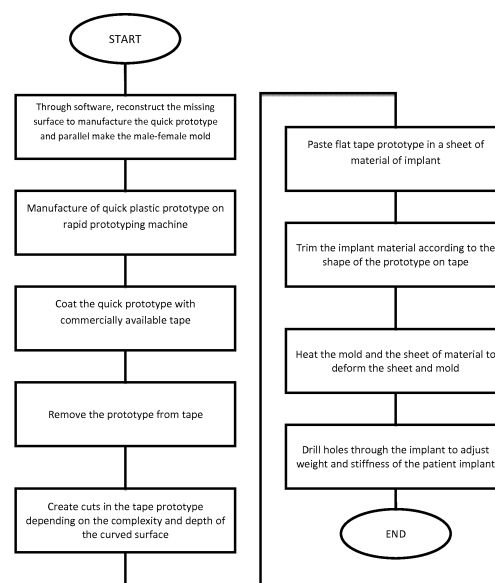 START
Through software, reconstruct the missing
surface to manufacture the quick prototype
and parallel make the male-female mold
Manufacture of quick plastic prototype on
rapid prototyping machine
Coat the quick prototype with
commercially available tape
Remove the prototype from tape
Create cuts in the tape prototype
depending on the complexity and depth of
the curved surface
Paste flat tape prototype in a sheet of
material of implant
Trim the implant material according to the
shape of the prototype on tape
Heat the mold and the sheet of material to
deform the sheet and mold
Drill holes through the implant to adjust
weight and stiffness of the patient implant
END